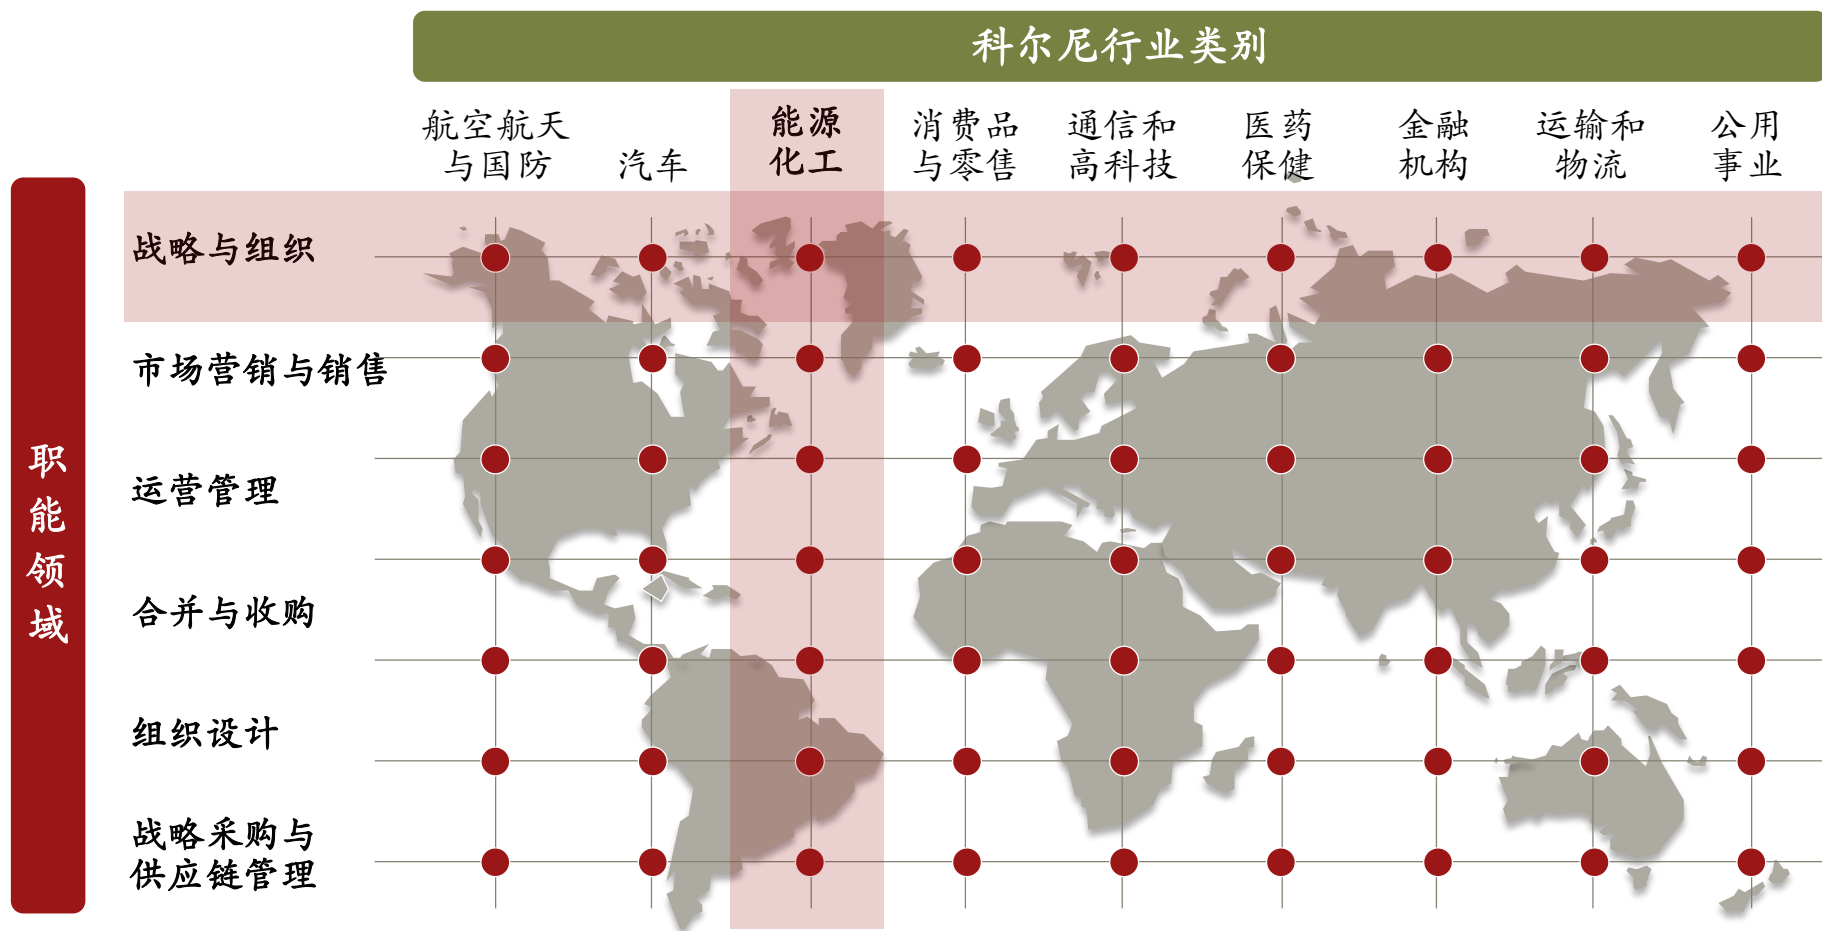 科尔尼行业类别
航空航天
与国防
汽车
能源
化工
消费品
与零售
通信和
高科技
医药
保健
金融
机构
运输和
物流
公用
事业
职能领域
战略与组织
市场营销与销售
运营管理
合并与收购
组织设计
战略采购与
供应链管理